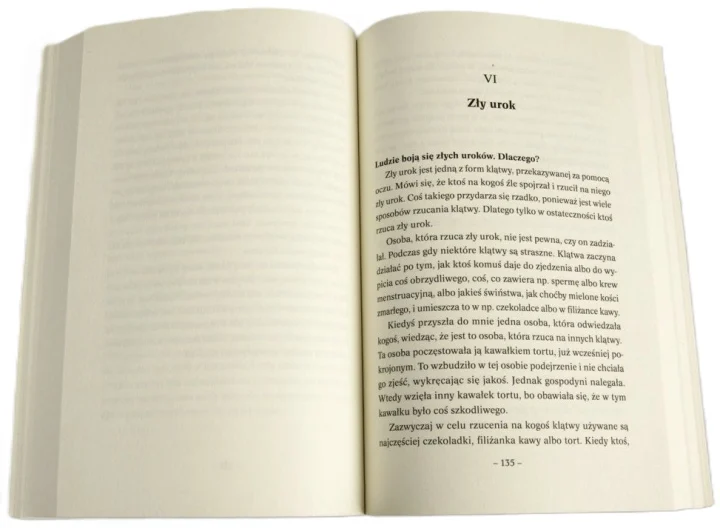 VI
Zły urok
Ludzie boją się złych uroków. Dlaczego?
Zły urok jest jedną z form klątwy, przekazywanej za pomocą
oczu. Mówi się, że ktoś na kogoś źle spojrzał i rzucił na niego
zły urok. Coś takiego przydarza się rzadko, ponieważ jest wiele
sposobów rzucania klątwy. Dlatego tylko w ostateczności ktoś
rzuca zły urok.
Osoba, która rzuca zły urok, nie jest pewna, czy on zadzia-
łał. Podczas gdy niektóre klątwy są straszne. Klątwa zaczyna
działać po tym, jak ktoś komuś daje do zjedzenia albo do wy-
picia coś obrzydliwego, coś, co zawiera np. spermę albo krew
menstruacyjną, albo jakieś świństwa, jak choćby mielone kości
zmarłego, i umieszcza to w np. czekoladce albo w filiżance kawy.
Kiedyś przyszła do mnie jedna osoba, która odwiedzała
kogoś, wiedząc, że jest to osoba, która rzuca na innych klątwy.
Ta osoba poczęstowała ją kawałkiem tortu, już wcześniej po-
krojonym. To wzbudziło w tej osobie podejrzenie i nie chciała
go zjeść, wykręcając się jakoś. Jednak gospodyni nalegała.
Wtedy wzięła inny kawałek tortu, bo obawiała się, że w tym
kawałku było coś szkodliwego.
Zazwyczaj w celu rzucenia na kogoś klątwy używane są
najczęściej czekoladki, filiżanka kawy albo tort. Kiedy ktoś,
– 135 –